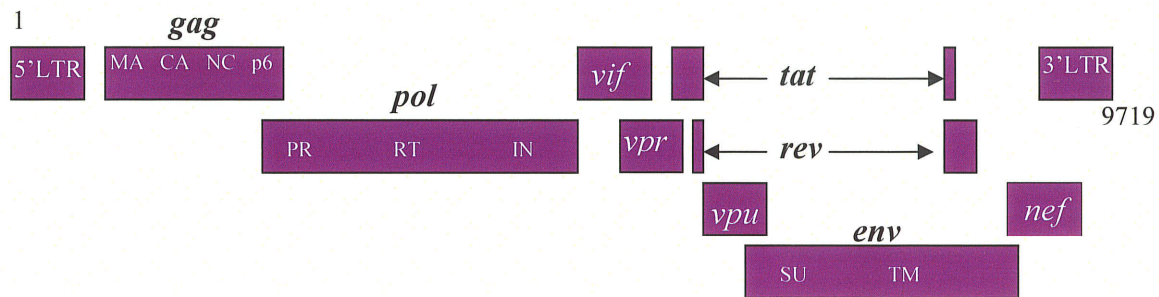 1
gag
5'LTR MA CA NC p6 vif tat 3'LTR
9719
pol
PR RT IN vpr rev
vpu nef
env
SU TM